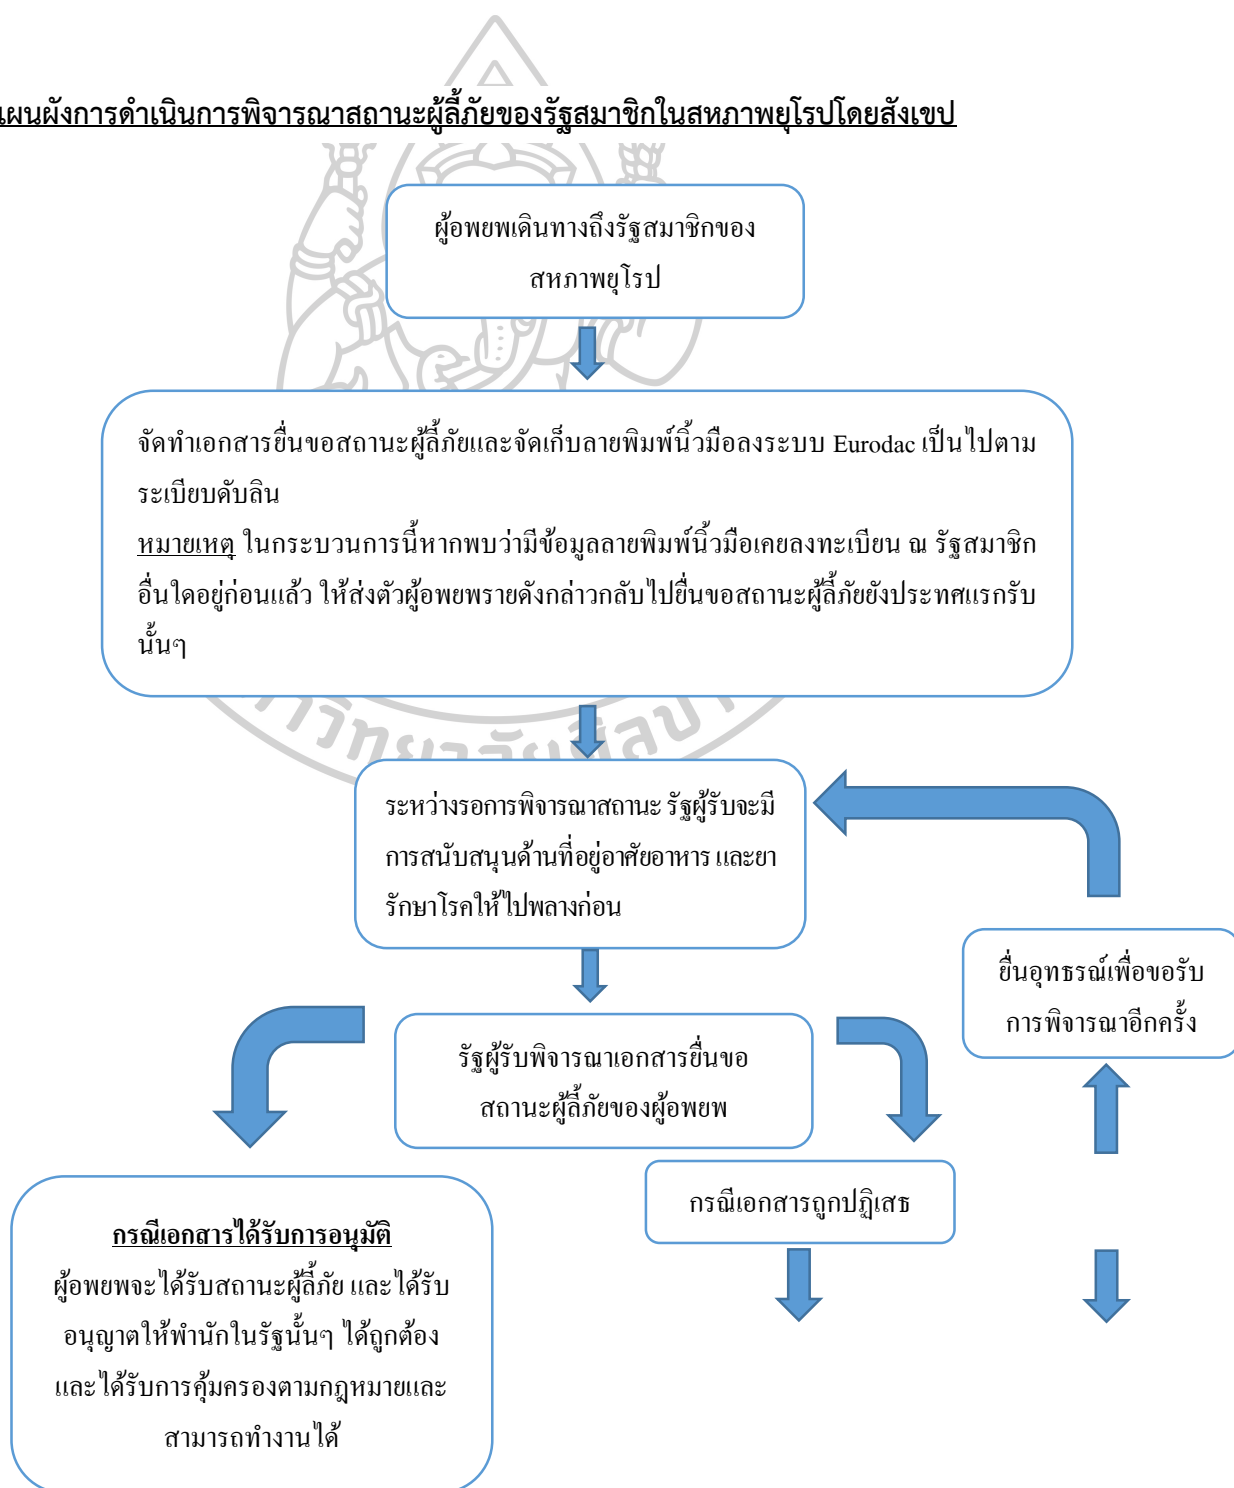 แผนผังการดำเนินการพิจารณาสถานะผู้ลี้ภัยของรัฐสมาชิกในสหภาพยุโรปโดยสังเขป
ผู้อพยพเดินทางถึงรัฐสมาชิกของ
สหภาพยุโรป
จัดทำเอกสารยื่นขอสถานะผู้ลี้ภัยและจัดเก็บลายพิมพ์นิ้วมือลงระบบ Eurodac เป็นไปตาม
ระเบียบดับลิน
หมายเหตุ ในกระบวนการนี้หากพบว่ามีข้อมูลลายพิมพ์นิ้วมือเคยลงทะเบียน ณ รัฐสมาชิก
อื่นใดอยู่ก่อนแล้ว ให้ส่งตัวผู้อพยพรายดังกล่าวกลับไปยื่นขอสถานะผู้ลี้ภัยยังประเทศแรกรับ
นั้นๆ
ระหว่างรอการพิจารณาสถานะ รัฐผู้รับจะมี
การสนับสนุนด้านที่อยู่อาศัยอาหาร และยา
รักษาโรคให้ไปพลางก่อน
ยื่นอุทธรณ์เพื่อขอรับ
การพิจารณาอีกครั้ง
รัฐผู้รับพิจารณาเอกสารยื่นขอ
สถานะผู้ลี้ภัยของผู้อพยพ
กรณีเอกสารถูกปฏิเสธ
กรณีเอกสารได้รับการอนุมัติ
ผู้อพยพจะได้รับสถานะผู้ลี้ภัย และได้รับ
อนุญาตให้พำนักในรัฐนั้นๆ ได้ถูกต้อง
และได้รับการคุ้มครองตามกฎหมายและ
สามารถทำงานได้